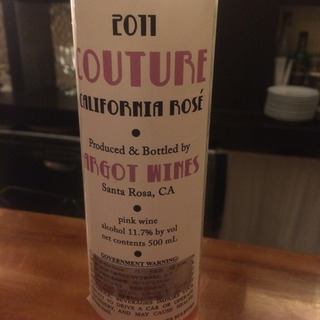 2011
COUTURE
CALIFORNIA ROSÉ
Produced & Bottled by
ARGOT WINES
Santa Rosa, CA
pink wine
alcohol 11.7% by vol
net contents 500 mL
GOVERNMENT WARNING: